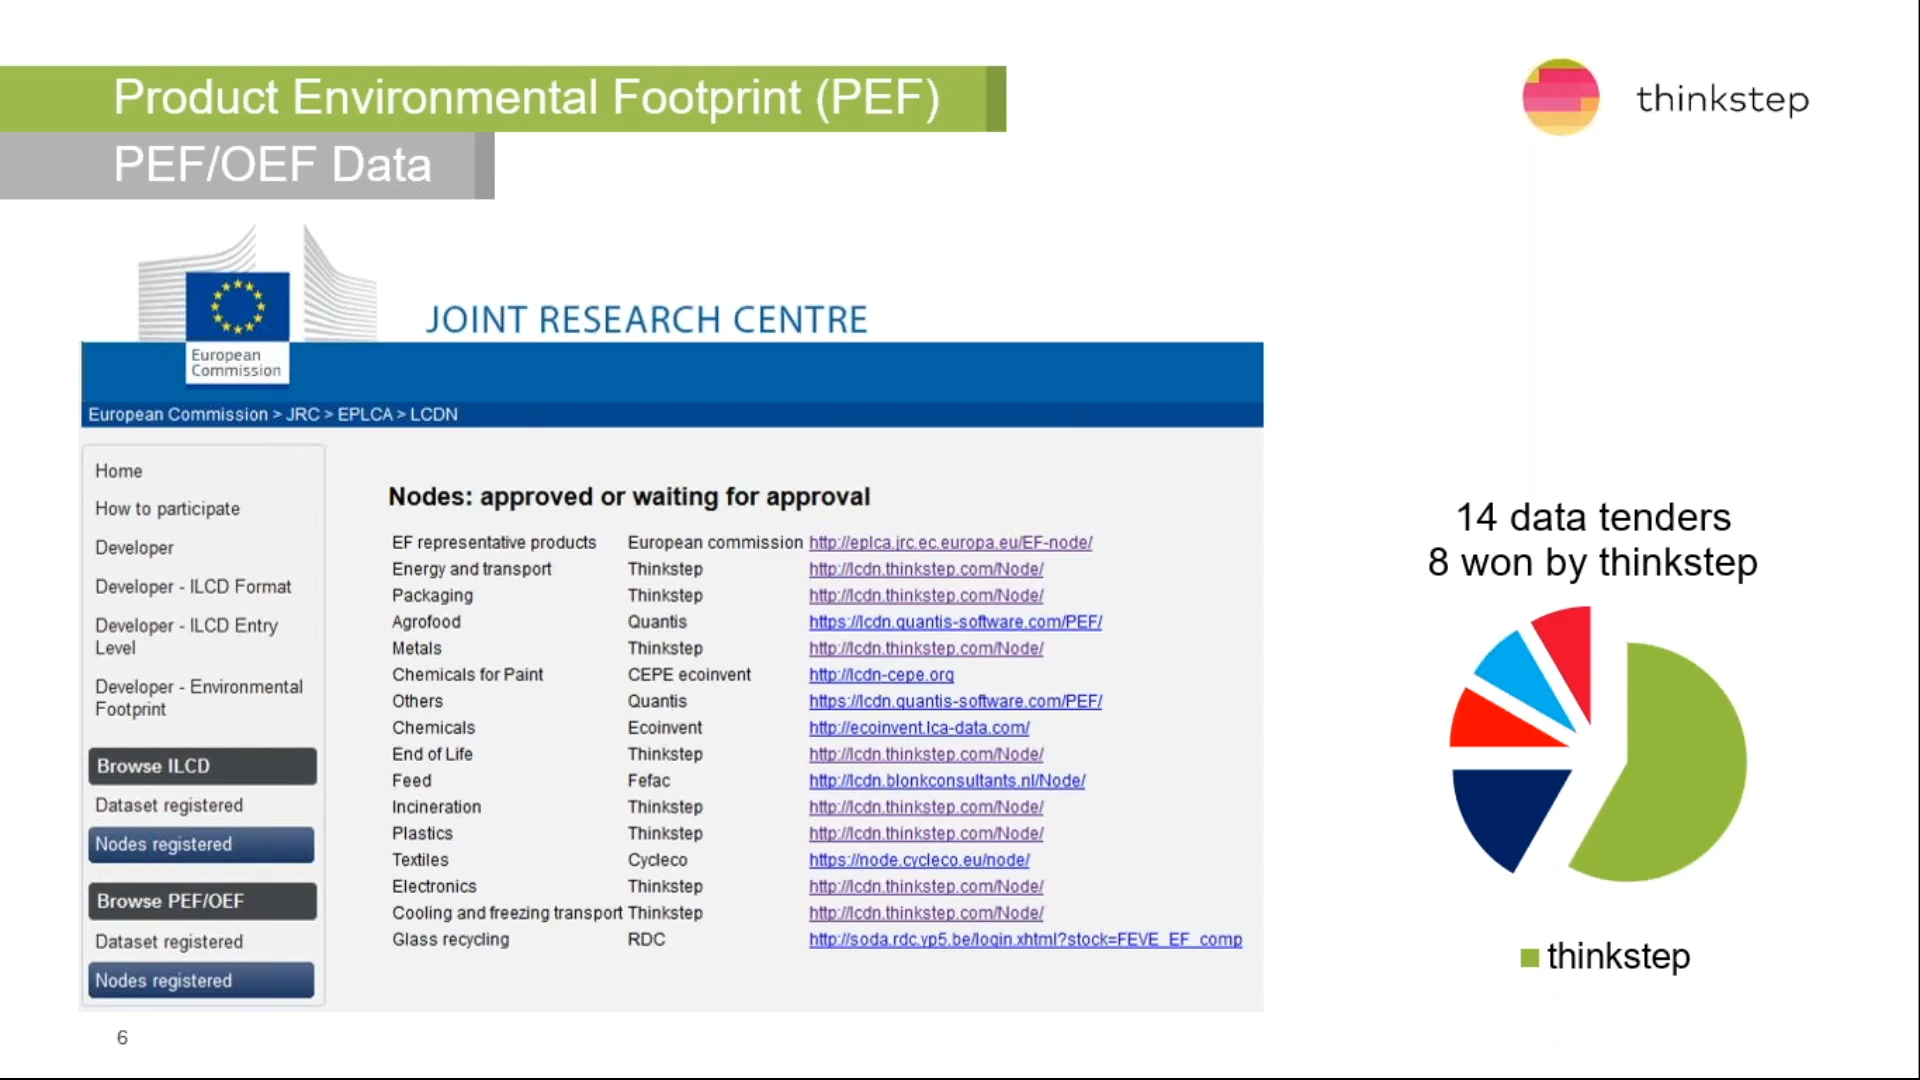 Product Environmental Footprint (PEF)
PEF/OEF Data
thinkstep
European
Commission
JOINT RESEARCH CENTRE
European Commission > JRC > EPLCA > LCDN
Home
How to participate
Developer
Developer - ILCD Format
Developer - ILCD Entry
Level
Developer - Environmental
Footprint
Browse ILCD
Dataset registered
Nodes registered
Browse PEF/OEF
Dataset registered
Nodes registered
Nodes: approved or waiting for approval
EF representative products European commission http://eplca.jrc.ec.europa.eu/EF-node/
Energy and transport Thinkstep http://lcdn.thinkstep.com/Node/
Packaging Thinkstep http://lcdn.thinkstep.com/Node/
Agrofood Quantis https://lcdn.quantis-software.com/PEF/
Metals Thinkstep http://lcdn.thinkstep.com/Node/
Chemicals for Paint CEPE ecoinvent http://lcdn-cepe.org
Others Quantis https://lcdn.quantis-software.com/PEF/
Chemicals Ecoinvent http://ecoinvent.lca-data.com/
End of Life Thinkstep http://lcdn.thinkstep.com/Node/
Feed Fefac http://lcdn.blonkconsultants.nl/Node/
Incineration Thinkstep http://lcdn.thinkstep.com/Node/
Plastics Thinkstep http://lcdn.thinkstep.com/Node/
Textiles Cycleco https://node.cycleco.eu/node/
Electronics Thinkstep http://lcdn.thinkstep.com/Node/
Cooling and freezing transport Thinkstep http://lcdn.thinkstep.com/Node/
Glass recycling RDC http://soda.rdc.yp5.be/login.xhtml?stock=FEVE_EF_comp
14 data tenders
8 won by thinkstep
thinkstep
6